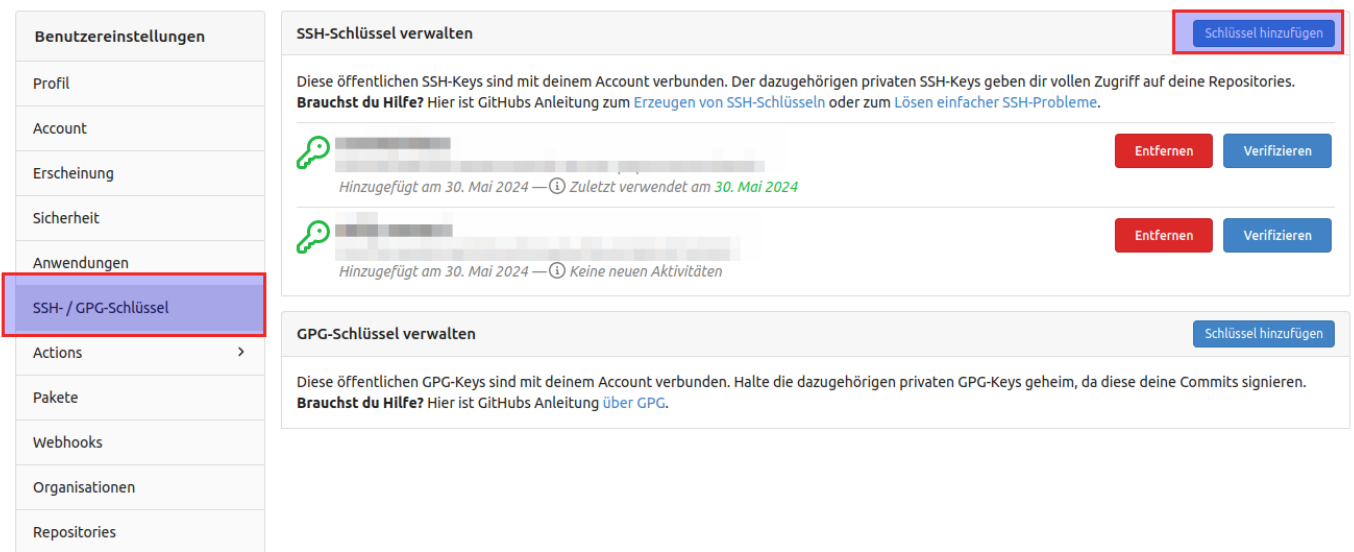 Benutzereinstellungen
Profil
Account
Erscheinung
Sicherheit
Anwendungen
SSH- / GPG-Schlüssel
Actions
Pakete
Webhooks
Organisationen
Repositories
SSH-Schlüssel verwalten
Schlüssel hinzufügen
Diese öffentlichen SSH-Keys sind mit deinem Account verbunden. Der dazugehörigen privaten SSH-Keys geben dir vollen Zugriff auf deine Repositories.
Brauchst du Hilfe? Hier ist GitHubs Anleitung zum Erzeugen von SSH-Schlüsseln oder zum Lösen einfacher SSH-Probleme.
Entfernen
Verifizieren
Hinzugefügt am 30. Mai 2024 — Zuletzt verwendet am 30. Mai 2024
Entfernen
Verifizieren
Hinzugefügt am 30. Mai 2024 — Keine neuen Aktivitäten
GPG-Schlüssel verwalten
Schlüssel hinzufügen
Diese öffentlichen GPG-Keys sind mit deinem Account verbunden. Halte die dazugehörigen privaten GPG-Keys geheim, da diese deine Commits signieren.
Brauchst du Hilfe? Hier ist GitHubs Anleitung über GPG.